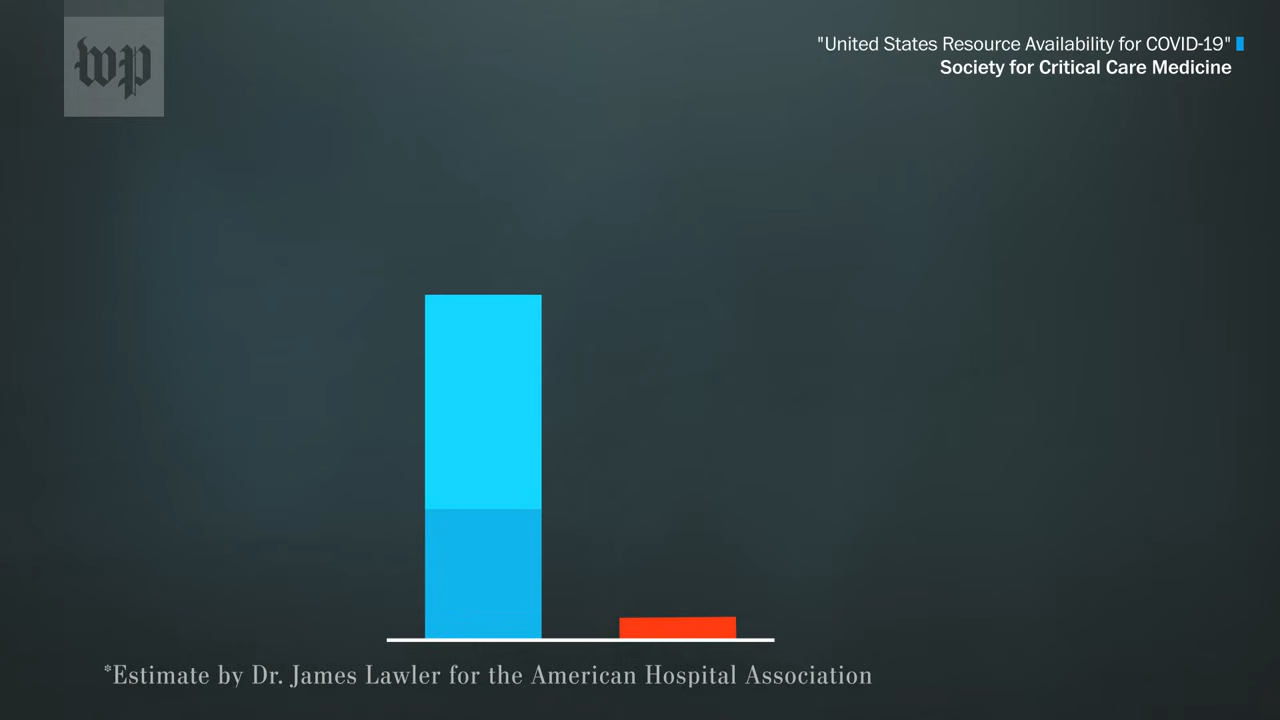 wp
"United States Resource Availability for COVID-19"
Society for Critical Care Medicine
*Estimate by Dr. James Lawler for the American Hospital Association